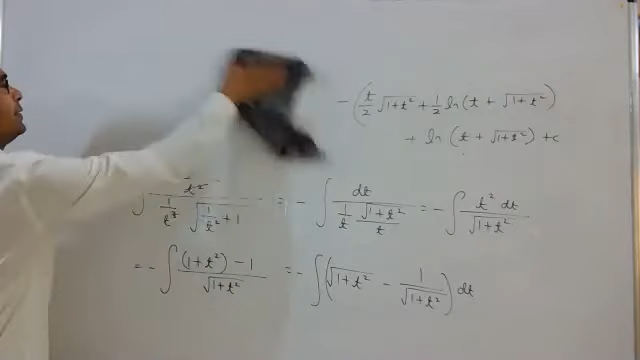 - ( t/2 √(1+t²) + 1/2 ln (t + √(1+t²) )
+ ln (t + √(1+t²)) + c
∫ / (1/t³ √(1/t² + 1)) = - ∫ dt / (1/t √(1+t²)/t) = - ∫ t² dt / √(1+t²)
= - ∫ ((1+t²) - 1) / √(1+t²) = - ∫ (√(1+t²) - 1/√(1+t²)) dt